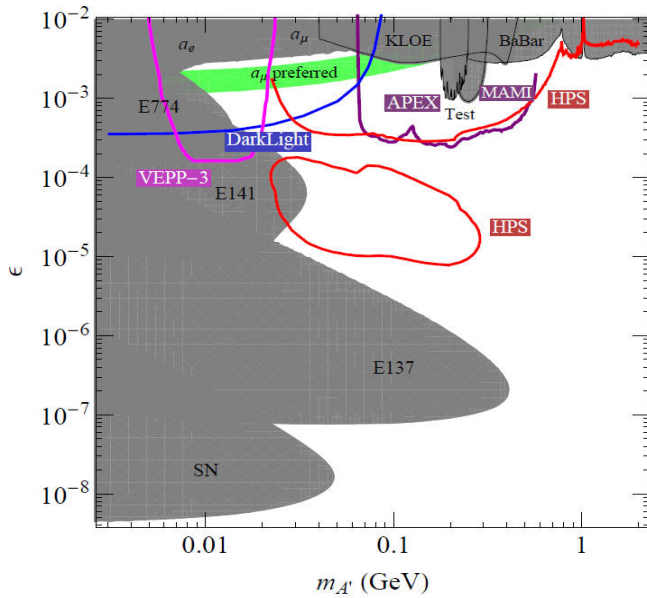 10⁻²
10⁻³
10⁻⁴
10⁻⁵
10⁻⁶
10⁻⁷
10⁻⁸
ϵ
a_e
a_μ
KLOE
BaBar
a_μ preferred
E774
APEX
MAMI
HPS
Test
DarkLight
VEPP−3
E141
HPS
E137
SN
0.01
0.1
1
m_A' (GeV)